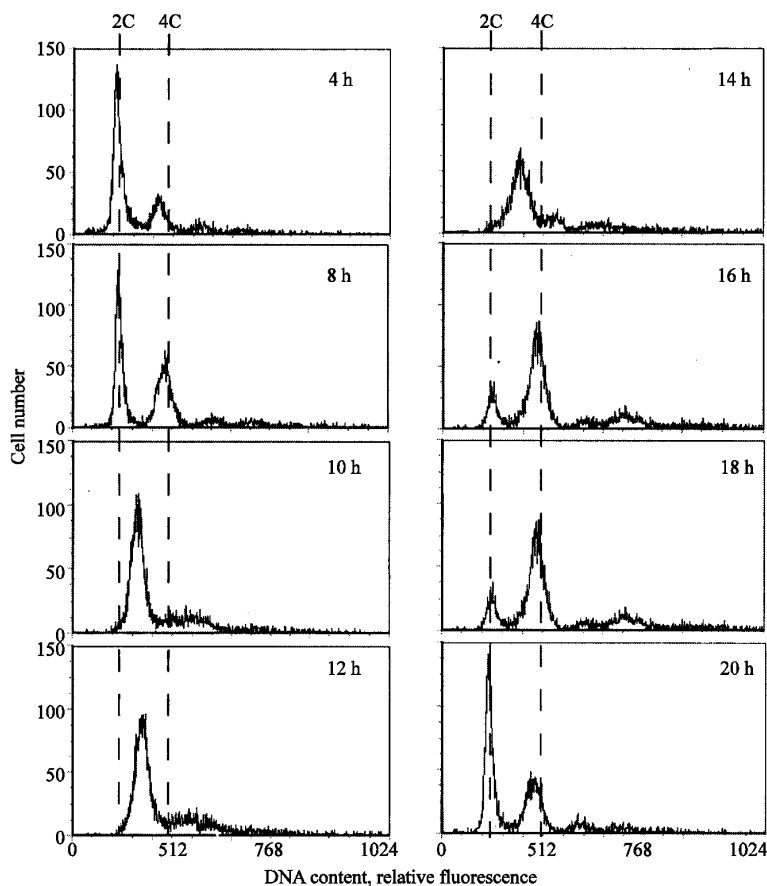 2C 4C 2C 4C
150 4 h 14 h
100
50
0
150 8 h 16 h
100
50
0
150 10 h 18 h
100
50
0
150 12 h 20 h
100
50
0
0 512 768 1024 0 512 768 1024
Cell number
DNA content, relative fluorescence